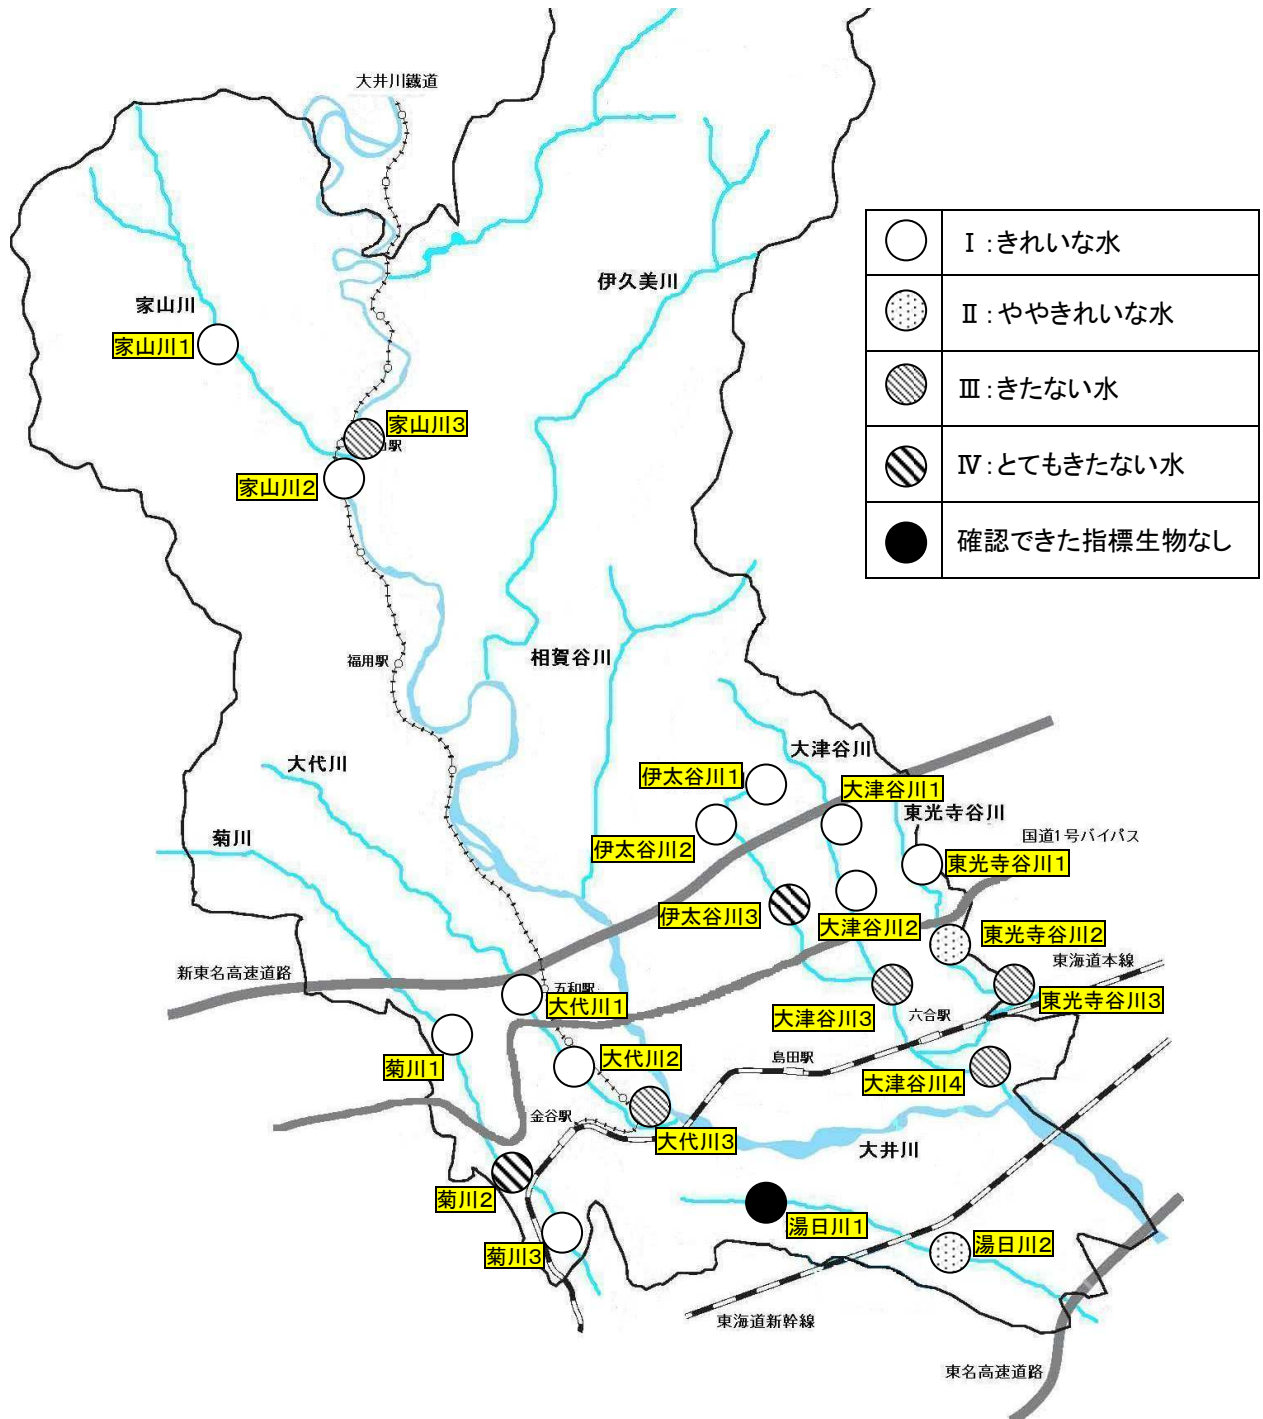 大井川鐵道
Ⅰ：きれいな水
Ⅱ：ややきれいな水
Ⅲ：きたない水
Ⅳ：とてもきたない水
確認できた指標生物なし
伊久美川
家山川
家山川1
家山川3
駅
家山川2
相賀谷川
福用駅
大津谷川
大代川
伊太谷川1
大津谷川1
東光寺谷川
菊川
国道1号バイパス
伊太谷川2
東光寺谷川1
伊太谷川3
大津谷川2
東光寺谷川2
東海道本線
新東名高速道路
五和駅
大代川1
東光寺谷川3
大津谷川3
六合駅
菊川1
大代川2
島田駅
大津谷川4
金谷駅
大代川3
大井川
菊川2
湯日川1
菊川3
湯日川2
東海道新幹線
東名高速道路